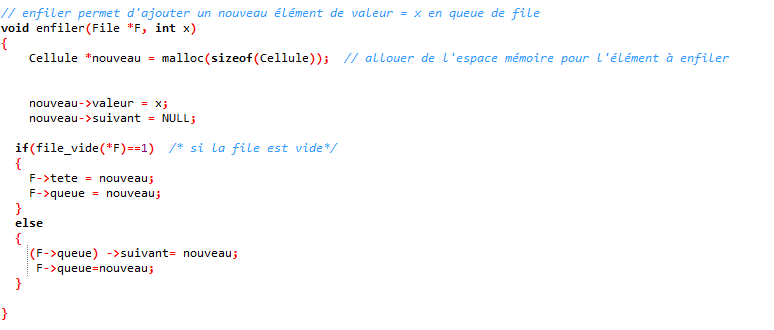 // enfiler permet d'ajouter un nouveau élément de valeur = x en queue de file
void enfiler(File *F, int x)
{
Cellule *nouveau = malloc(sizeof(Cellule)); // allouer de l'espace mémoire pour l'élément à enfiler
nouveau->valeur = x;
nouveau->suivant = NULL;
if(file_vide(*F)==1) /* si la file est vide*/
{
F->tete = nouveau;
F->queue = nouveau;
}
else
{
(F->queue) ->suivant= nouveau;
F->queue=nouveau;
}
}